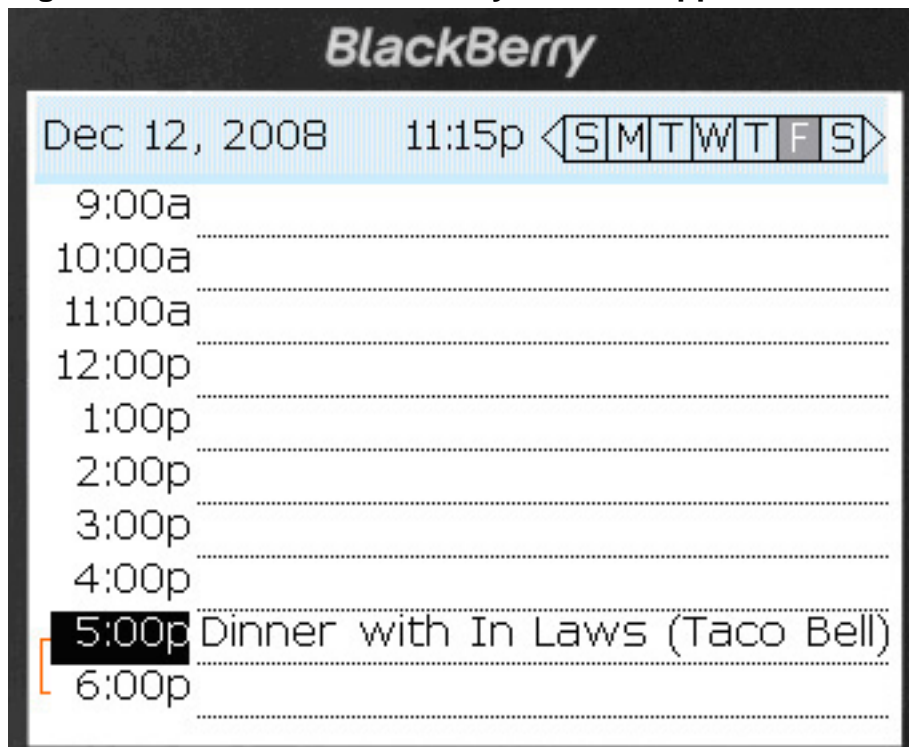 BlackBerry
Dec 12, 2008 11:15p S M T W T F S
9:00a
10:00a
11:00a
12:00p
1:00p
2:00p
3:00p
4:00p
5:00p Dinner with In Laws (Taco Bell)
6:00p